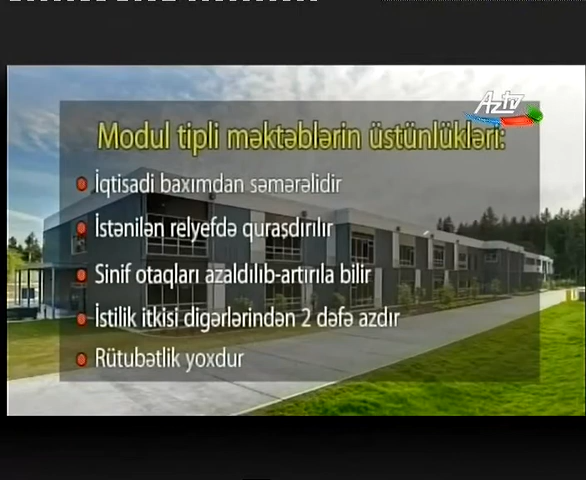 Aztv
Modul tipli məktəblərin üstünlükləri:
İqtisadi baxımdan səmərəlidir
İstənilən relyefdə quraşdırılır
Sinif otaqları azaldılıb-artırıla bilir
İstilik itkisi digərlərindən 2 dəfə azdır
Rütubətlik yoxdur